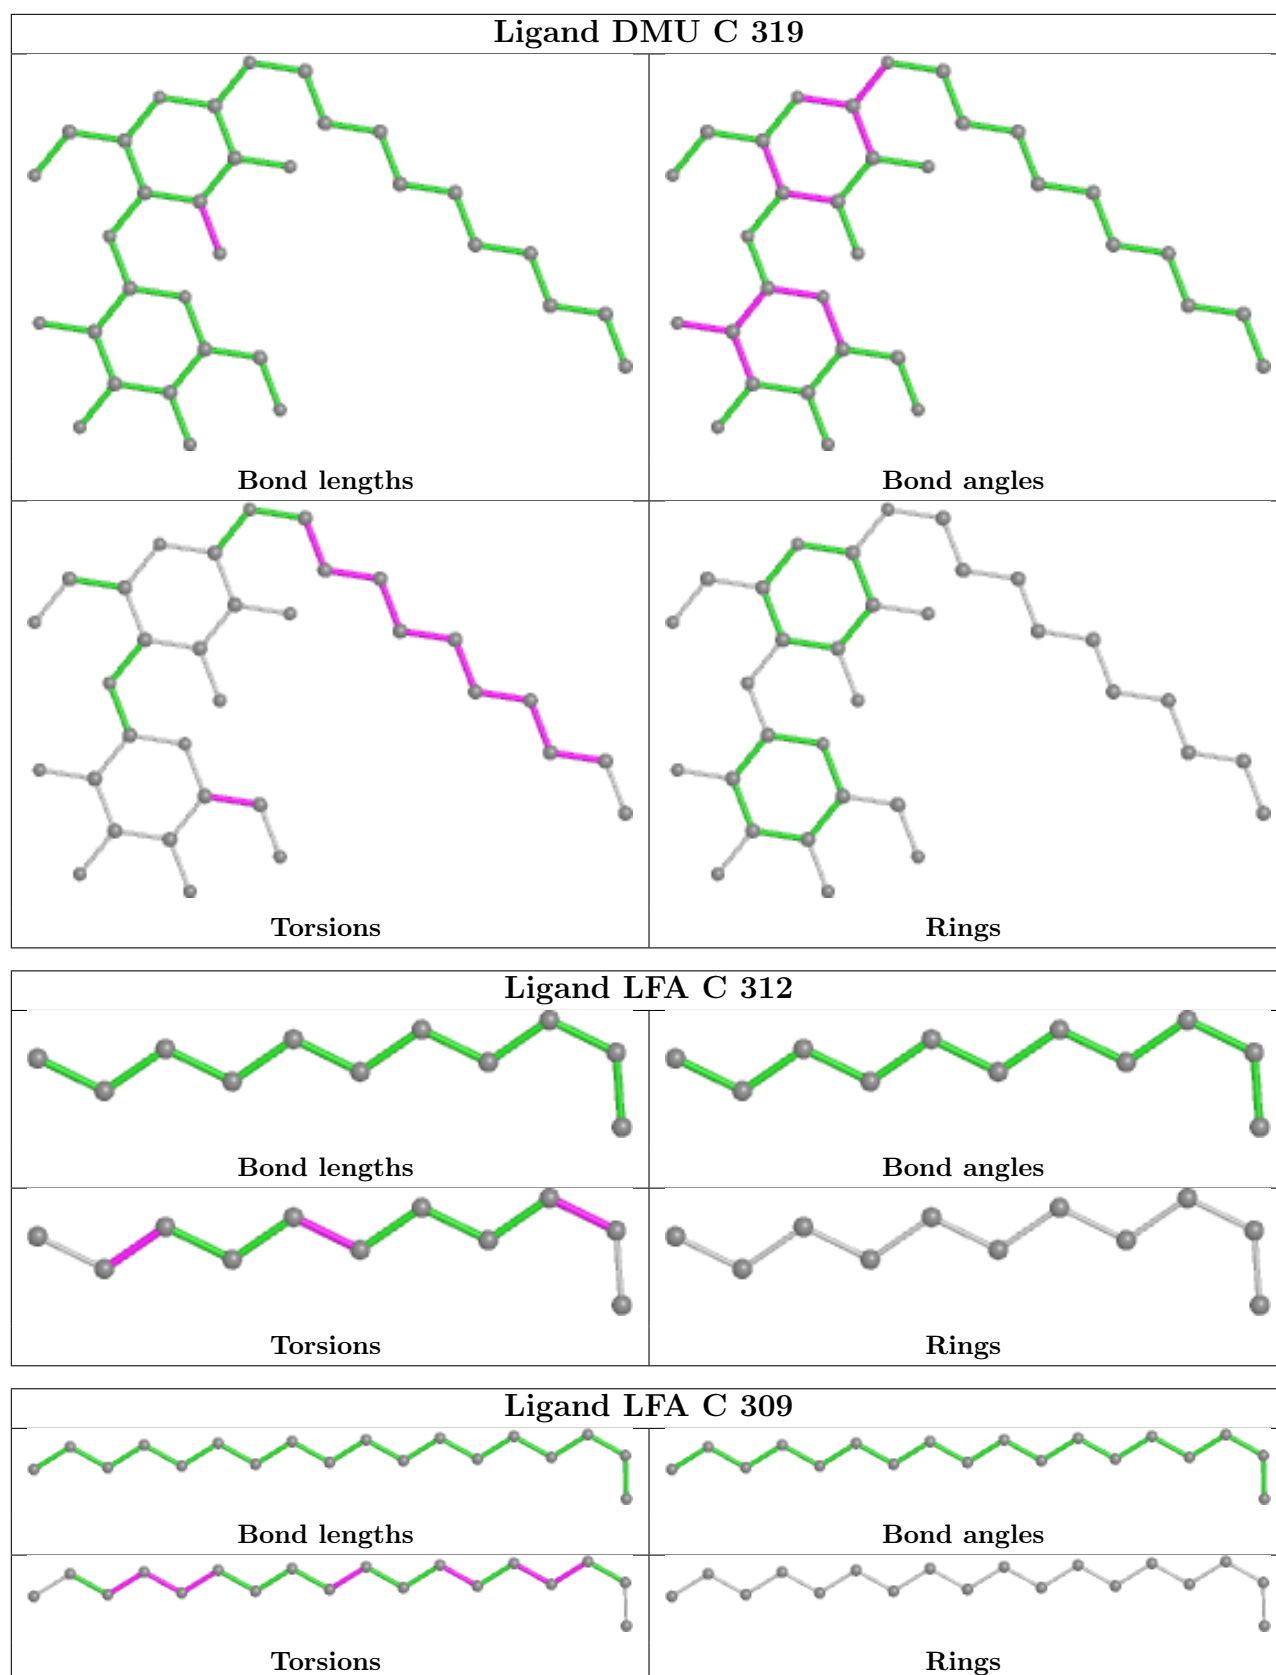 Ligand DMU C 319
Bond lengths
Bond angles
Torsions
Rings
Ligand LFA C 312
Bond lengths
Bond angles
Torsions
Rings
Ligand LFA C 309
Bond lengths
Bond angles
Torsions
Rings